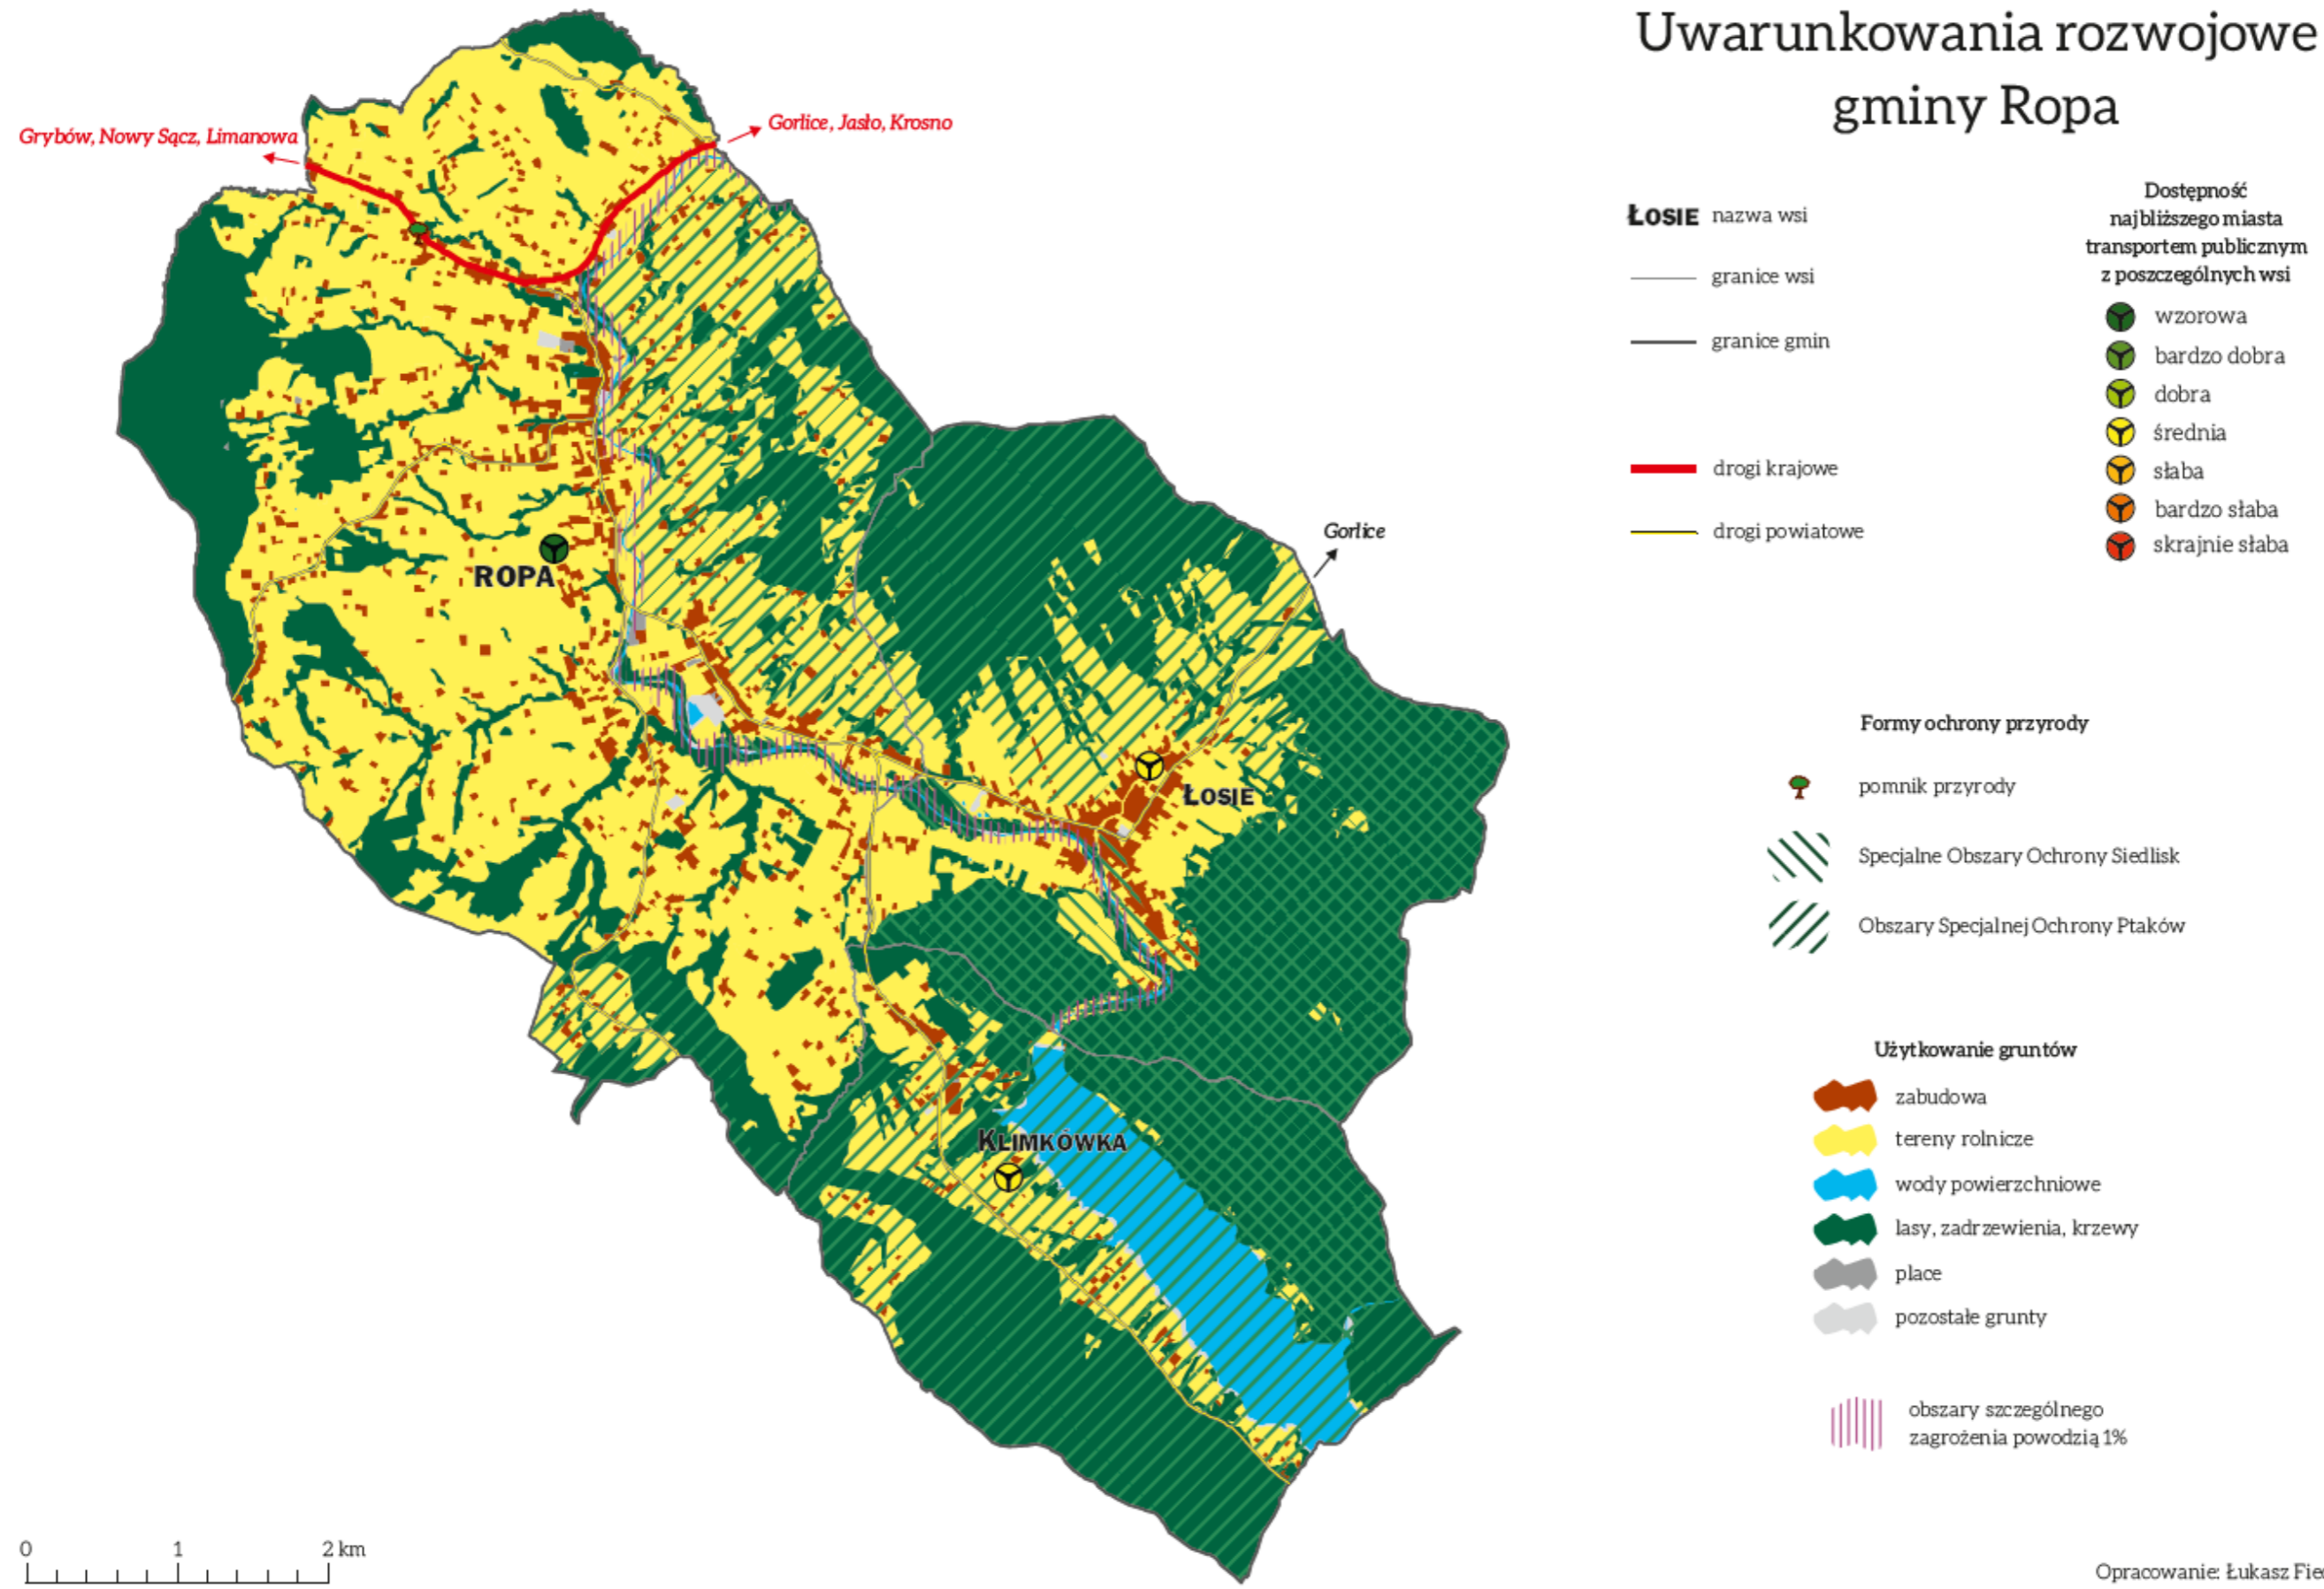 Uwarunkowania rozwojowe
gminy Ropa
Grybów, Nowy Sącz, Limanowa
Gorlice, Jasło, Krosno
Gorlice
ROPA
ŁOSIE
KLIMKÓWKA
ŁOSIE nazwa wsi
granice wsi
granice gmin
drogi krajowe
drogi powiatowe
Dostępność
najbliższego miasta
transportem publicznym
z poszczególnych wsi
wzorowa
bardzo dobra
dobra
średnia
słaba
bardzo słaba
skrajnie słaba
Formy ochrony przyrody
pomnik przyrody
Specjalne Obszary Ochrony Siedlisk
Obszary Specjalnej Ochrony Ptaków
Użytkowanie gruntów
zabudowa
tereny rolnicze
wody powierzchniowe
lasy, zadrzewienia, krzewy
place
pozostałe grunty
obszary szczególnego
zagrożenia powodzią 1%
0 1 2 km
Opracowanie: Łukasz